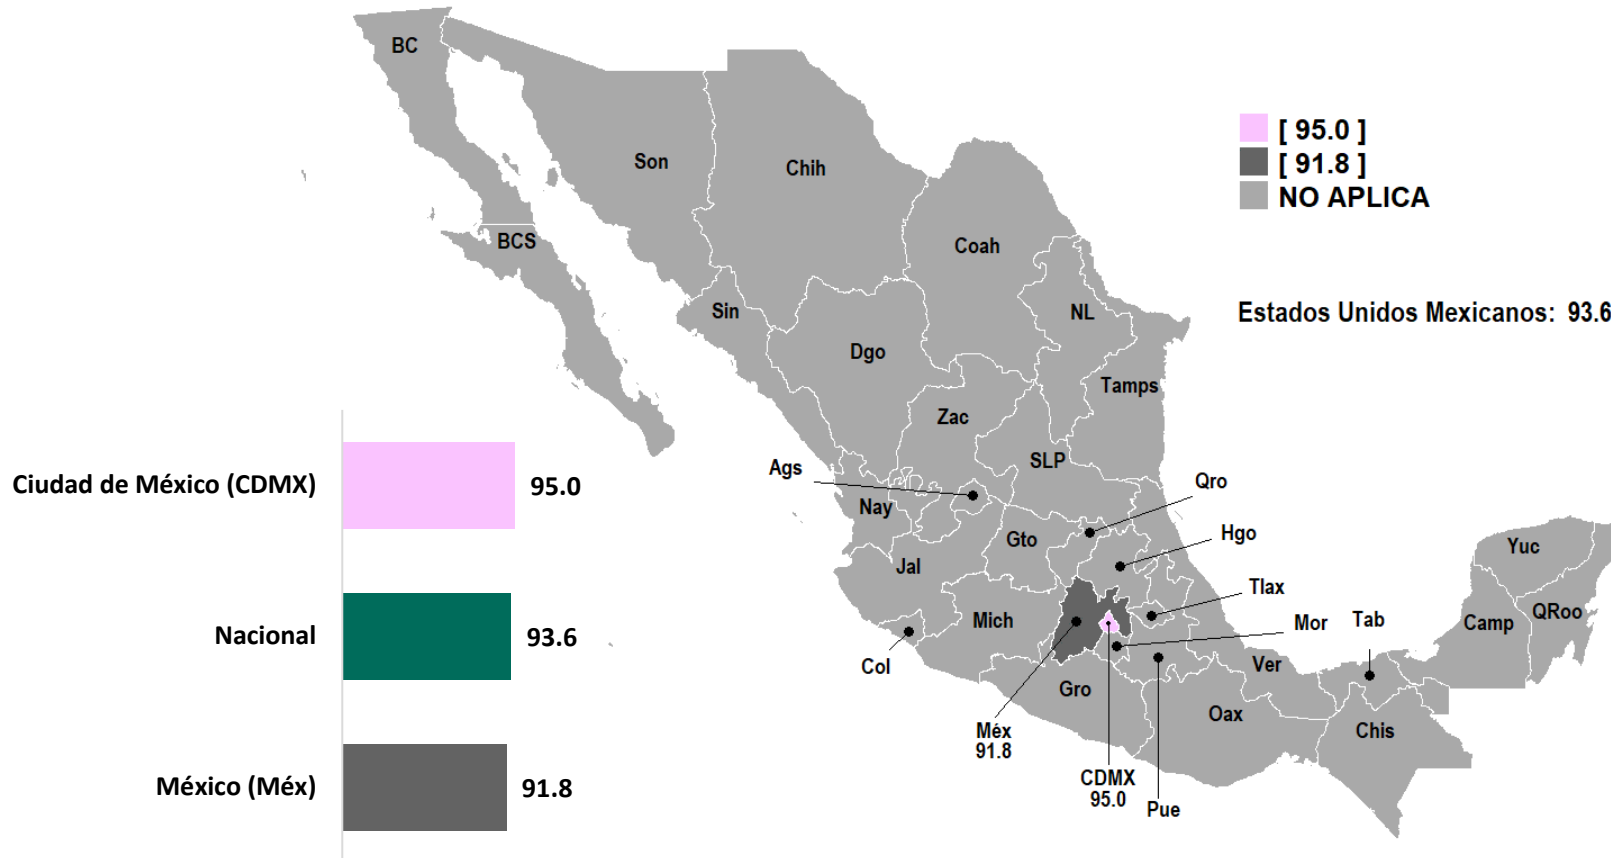 BC
Son
Chih
[ 95.0 ]
[ 91.8 ]
NO APLICA
BCS
Coah
Sin
NL
Estados Unidos Mexicanos: 93.6
Dgo
Tamps
Zac
SLP
Ags
Qro
Nay
Gto
Hgo
Yuc
Jal
Tlax
Mich
Mor
Tab
Camp
QRoo
Col
Ver
Gro
Oax
Chis
Méx
91.8
CDMX
95.0
Pue
Ciudad de México (CDMX)
95.0
Nacional
93.6
México (Méx)
91.8